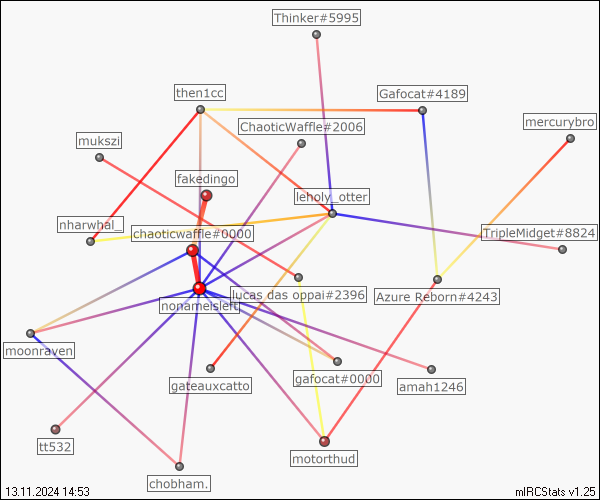 Thinker#5995
then1cc
Gafocat#4189
mercurybro
ChaoticWaffle#2006
mukszi
fakedingo
leholy_otter
nharwhal_
chaoticwaffle#0000
TripleMidget#8824
lucas das oppai#2396
Azure Reborn#4243
nonameisleft
moonraven
gateauxcatto
gafocat#0000
amah1246
tt532
motorthud
chobham.
13.11.2024 14:53
mIRCStats v1.25